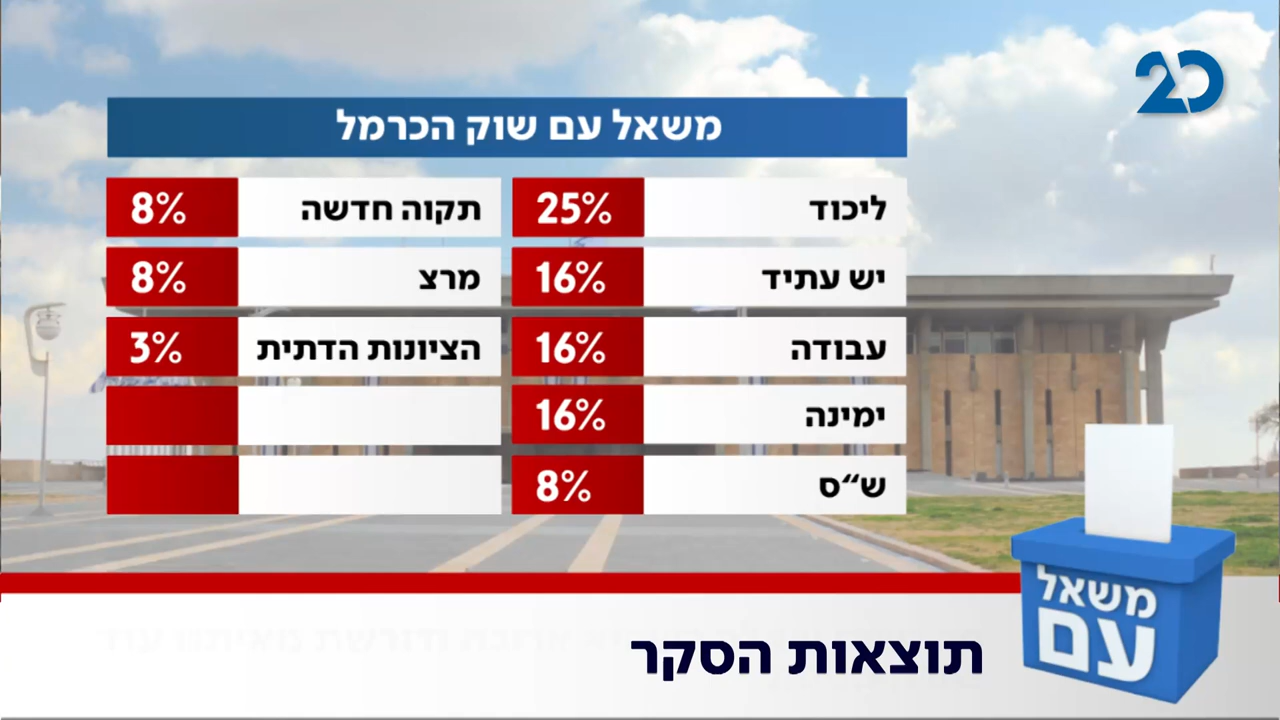 20
משאל עם שוק הכרמל
ליכוד 25%
תקוה חדשה 8%
יש עתיד 16%
מרצ 8%
עבודה 16%
הציונות הדתית 3%
ימינה 16%
ש״ס 8%
משאל
עם
תוצאות הסקר